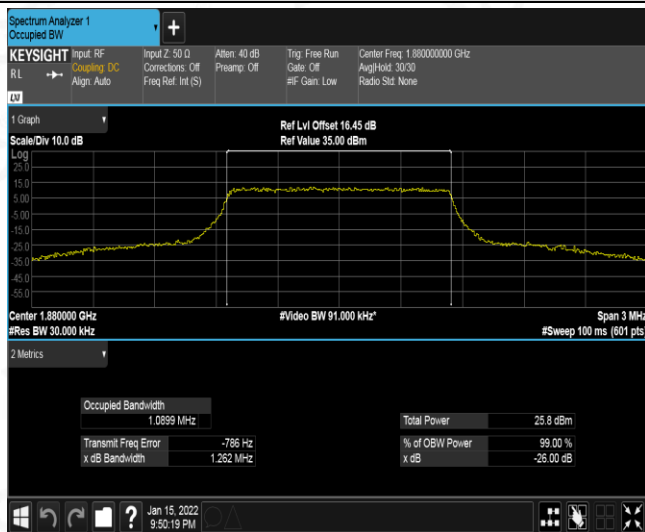 Spectrum Analyzer 1
Occupied BW
+
KEYSIGHT Input: RF Input Z: 50 Ω Atten: 40 dB Trig: Free Run Center Freq: 1.880000000 GHz
RL Coupling: DC Corrections: Off Preamp: Off Gate: Off Avg|Hold: 30/30
Align: Auto Freq Ref: Int (S) #IF Gain: Low Radio Std: None
LXI
1 Graph
Ref Lvl Offset 16.45 dB
Scale/Div 10.0 dB Ref Value 35.00 dBm
Log
25.0
15.0
5.00
-5.00
-15.0
-25.0
-35.0
-45.0
-55.0
Center 1.880000 GHz #Video BW 91.000 kHz* Span 3 MHz
#Res BW 30.000 kHz #Sweep 100 ms (601 pts)
2 Metrics
Occupied Bandwidth
1.0899 MHz Total Power 25.8 dBm
Transmit Freq Error -786 Hz % of OBW Power 99.00 %
x dB Bandwidth 1.262 MHz x dB -26.00 dB
? Jan 15, 2022
9:50:19 PM